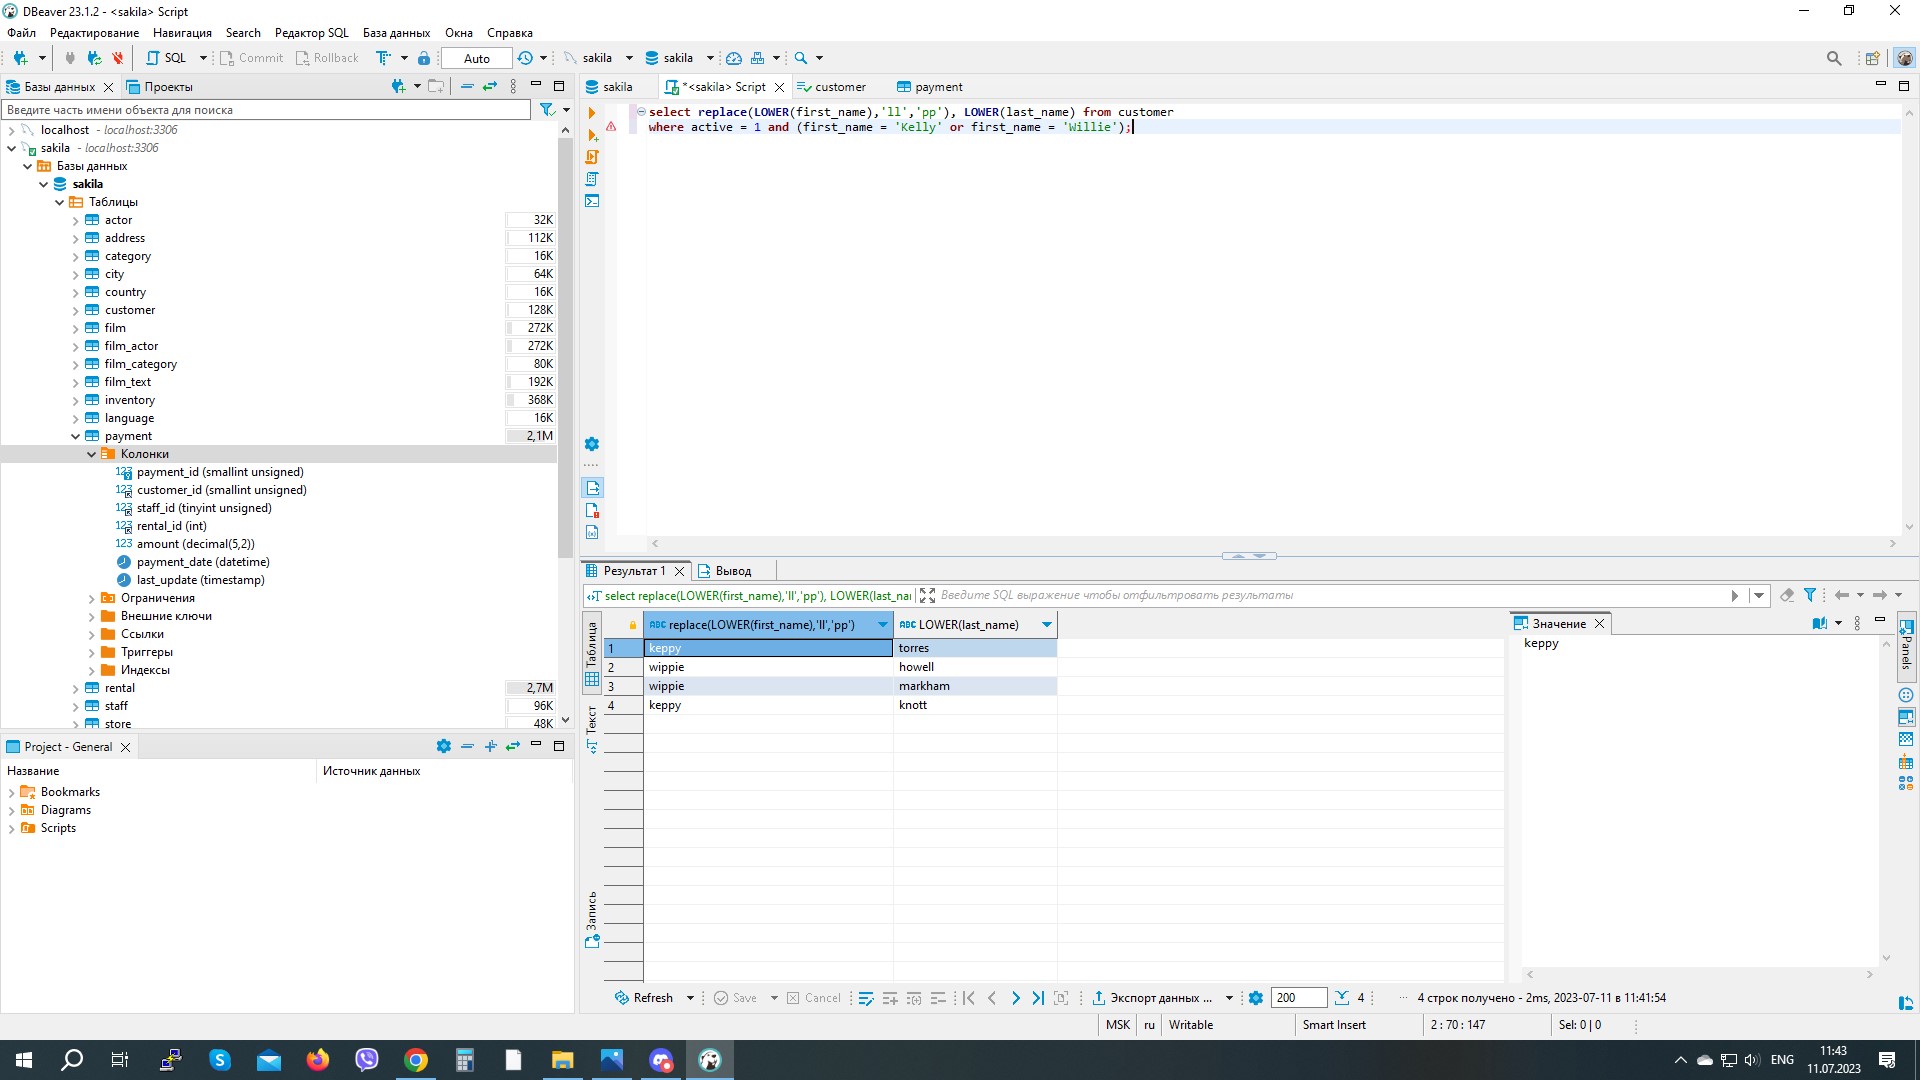 DBeaver 23.1.2 - <sakila> Script
Файл Редактирование Навигация Search Редактор SQL База данных Окна Справка
SQL Commit Rollback Auto sakila sakila
Базы данных Проекты
Введите часть имени объекта для поиска
localhost - localhost:3306
sakila - localhost:3306
Базы данных
sakila
Таблицы
actor 32K
address 112K
category 16K
city 64K
country 16K
customer 128K
film 272K
film_actor 272K
film_category 80K
film_text 192K
inventory 368K
language 16K
payment 2,1M
Колонки
payment_id (smallint unsigned)
customer_id (smallint unsigned)
staff_id (tinyint unsigned)
rental_id (int)
amount (decimal(5,2))
payment_date (datetime)
last_update (timestamp)
Ограничения
Внешние ключи
Ссылки
Триггеры
Индексы
rental 2,7M
staff 96K
store 48K
Project - General
Название Источник данных
Bookmarks
Diagrams
Scripts
sakila *<sakila> Script customer payment
select replace(LOWER(first_name),'ll','pp'), LOWER(last_name) from customer
where active = 1 and (first_name = 'Kelly' or first_name = 'Willie');
Результат 1 Вывод
select replace(LOWER(first_name),'ll','pp'), LOWER(last_nai Введите SQL выражение чтобы отфильтровать результаты
Таблица
Текст
Запись
ABC replace(LOWER(first_name),'ll','pp') ABC LOWER(last_name)
1 keppy torres
2 wippie howell
3 wippie markham
4 keppy knott
Значение
keppy
Panels
Refresh Save Cancel Экспорт данных ... 200 4 ··· 4 строк получено - 2ms, 2023-07-11 в 11:41:54
MSK ru Writable Smart Insert 2 : 70 : 147 Sel: 0 | 0
ENG 11:43
11.07.2023